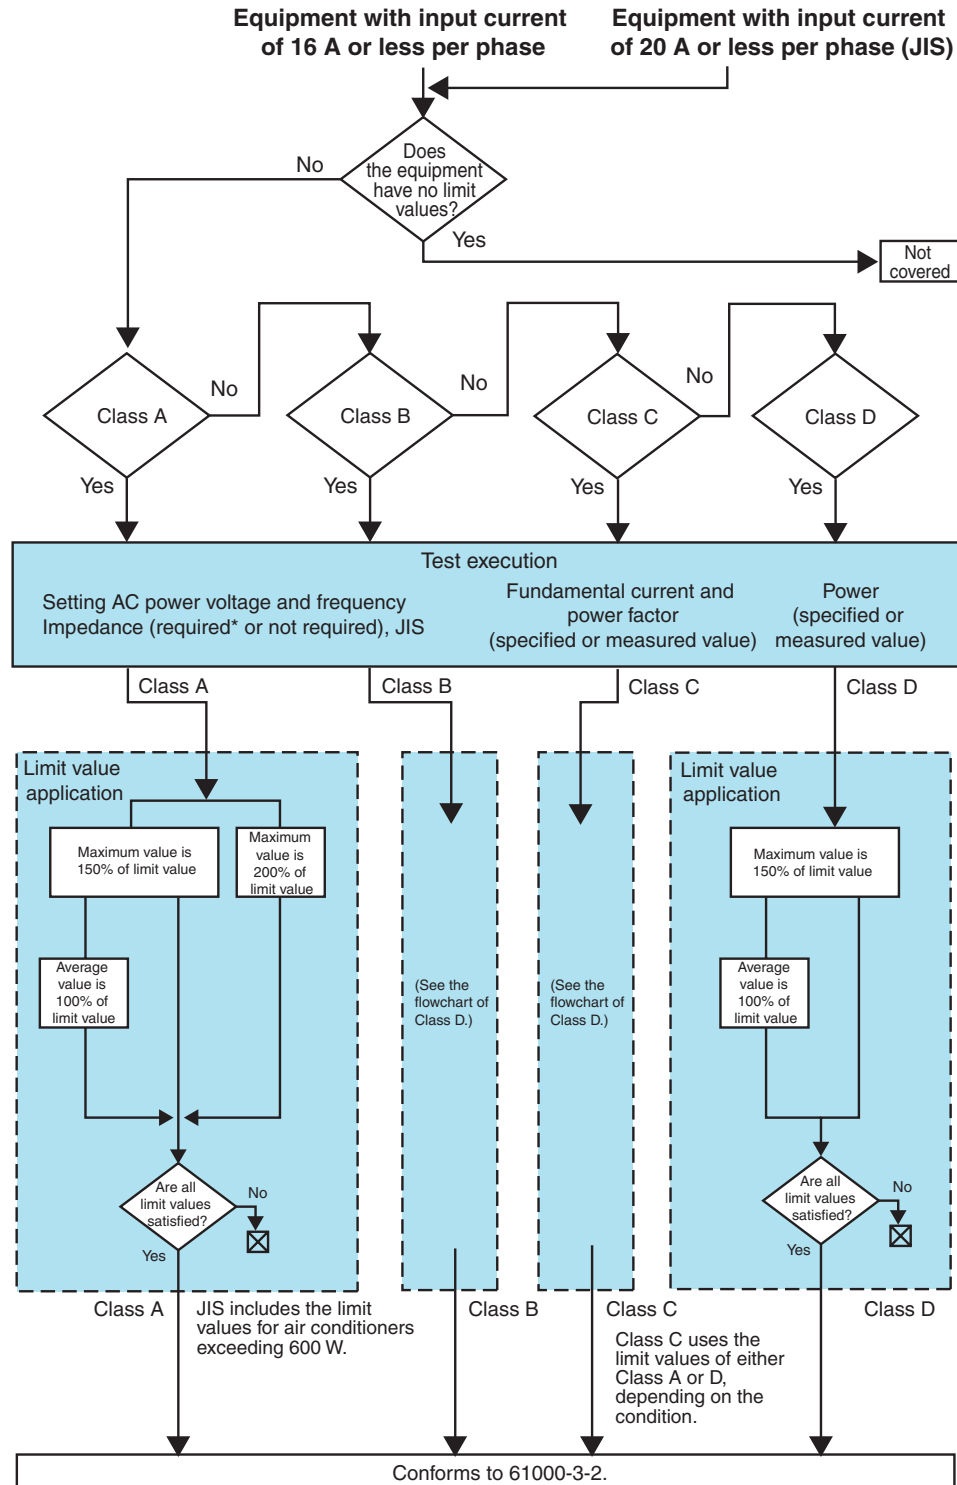 Equipment with input current
of 16 A or less per phase
Equipment with input current
of 20 A or less per phase (JIS)
Does
the equipment
have no limit
values?
No
Yes
Not
covered
Class A
No
Class B
No
Class C
No
Class D
Yes
Yes
Yes
Yes
Test execution
Setting AC power voltage and frequency
Impedance (required* or not required), JIS
Fundamental current and
power factor
(specified or measured value)
Power
(specified or
measured value)
Class A
Class B
Class C
Class D
Limit value
application
Maximum value is
150% of limit value
Maximum
value is
200% of
limit value
Average
value is
100% of
limit value
Are all
limit values
satisfied?
No
Yes
(See the
flowchart of
Class D.)
(See the
flowchart of
Class D.)
Limit value
application
Maximum value is
150% of limit value
Average
value is
100% of
limit value
Are all
limit values
satisfied?
No
Yes
Class A
JIS includes the limit
values for air conditioners
exceeding 600 W.
Class B
Class C
Class C uses the
limit values of either
Class A or D,
depending on the
condition.
Class D
Conforms to 61000-3-2.